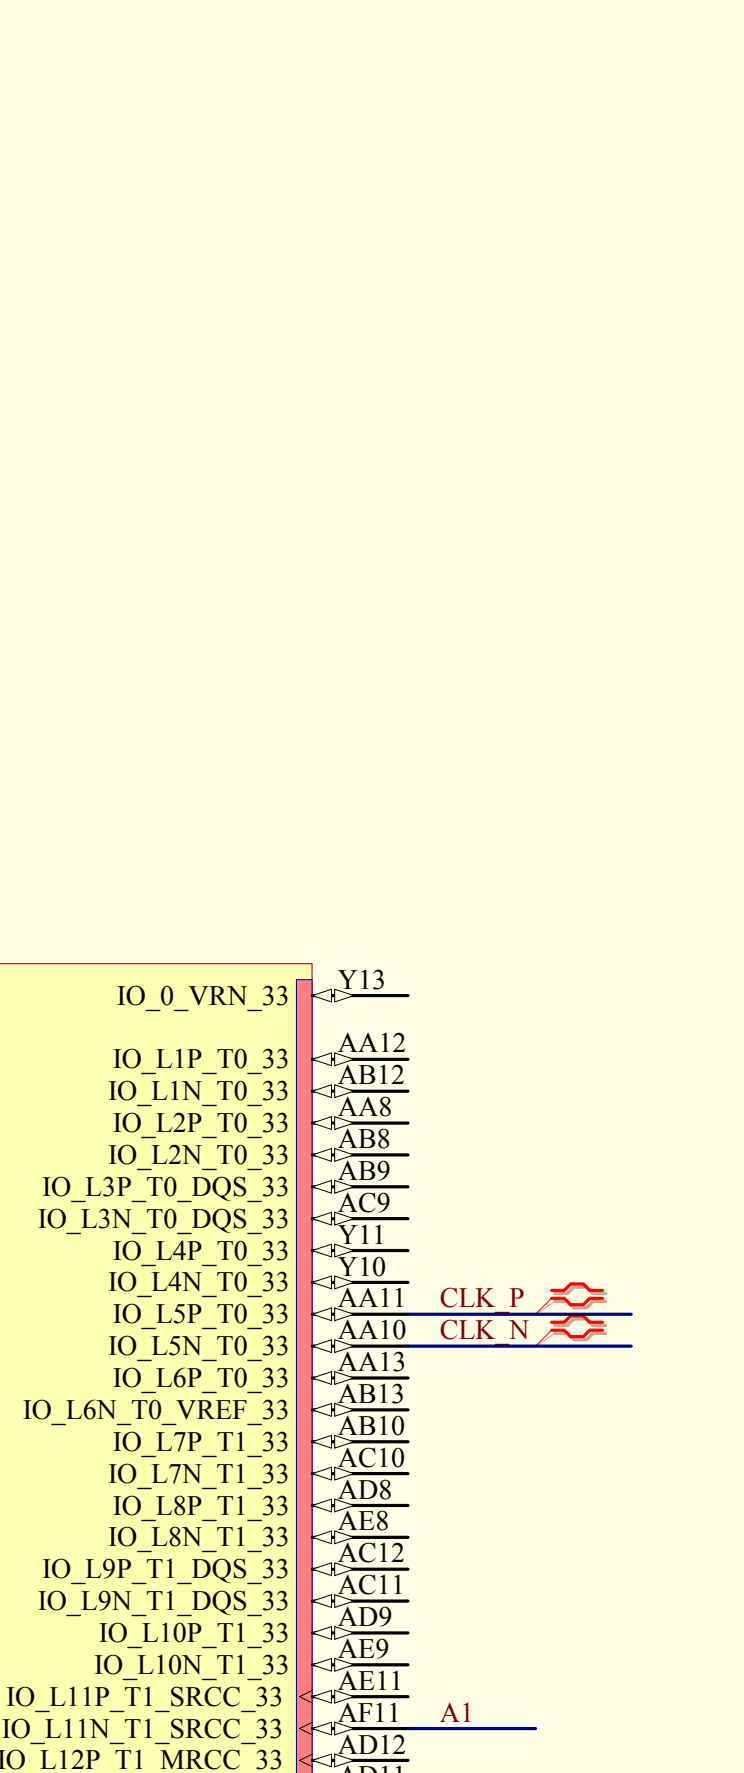 IO_0_VRN_33 Y13
IO_L1P_T0_33 AA12
IO_L1N_T0_33 AB12
IO_L2P_T0_33 AA8
IO_L2N_T0_33 AB8
IO_L3P_T0_DQS_33 AB9
IO_L3N_T0_DQS_33 AC9
IO_L4P_T0_33 Y11
IO_L4N_T0_33 Y10
IO_L5P_T0_33 AA11 CLK_P
IO_L5N_T0_33 AA10 CLK_N
IO_L6P_T0_33 AA13
IO_L6N_T0_VREF_33 AB13
IO_L7P_T1_33 AB10
IO_L7N_T1_33 AC10
IO_L8P_T1_33 AD8
IO_L8N_T1_33 AE8
IO_L9P_T1_DQS_33 AC12
IO_L9N_T1_DQS_33 AC11
IO_L10P_T1_33 AD9
IO_L10N_T1_33 AE9
IO_L11P_T1_SRCC_33 AE11
IO_L11N_T1_SRCC_33 AF11 A1
IO_L12P_T1_MRCC_33 AD12
AD11